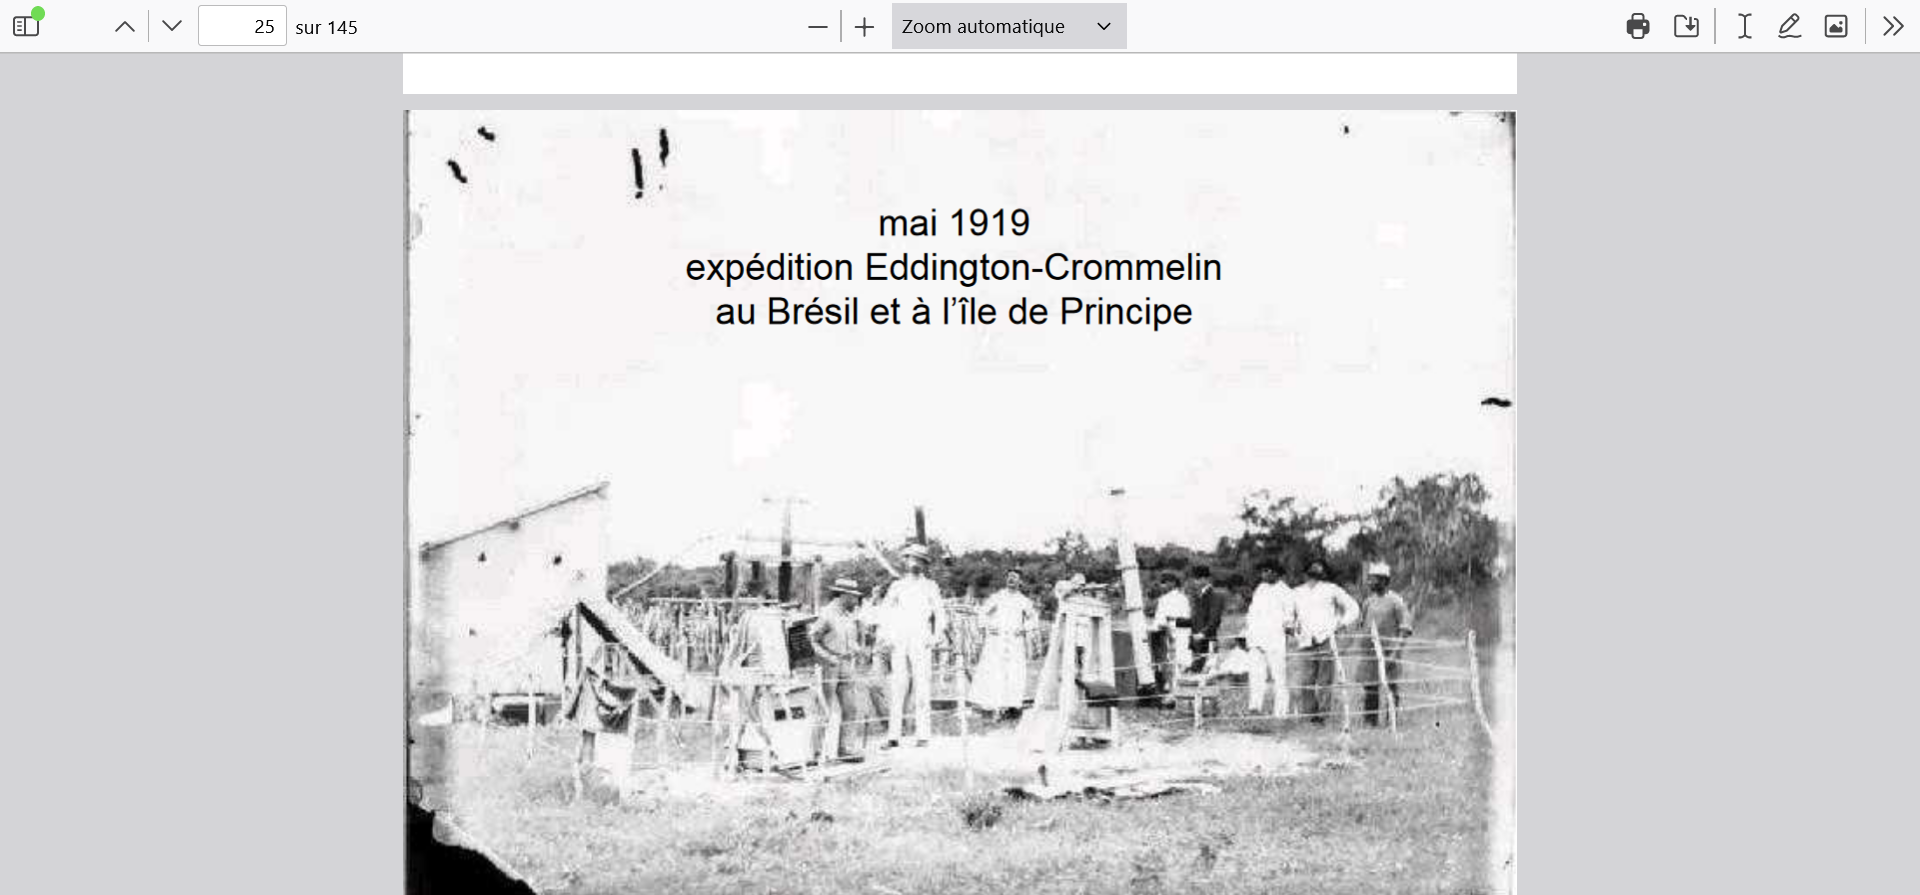 25 sur 145
Zoom automatique
mai 1919
expédition Eddington-Crommelin
au Brésil et à l'île de Principe